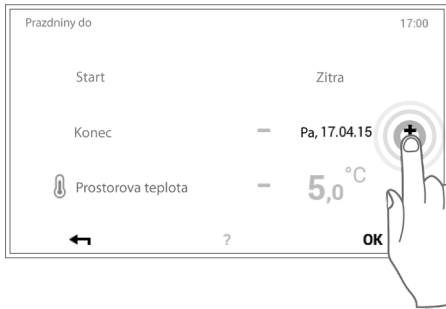 Prazdniny do 17:00
Start Zitra
Konec − Pa, 17.04.15 +
Prostorova teplota − 5,0°C
? OK